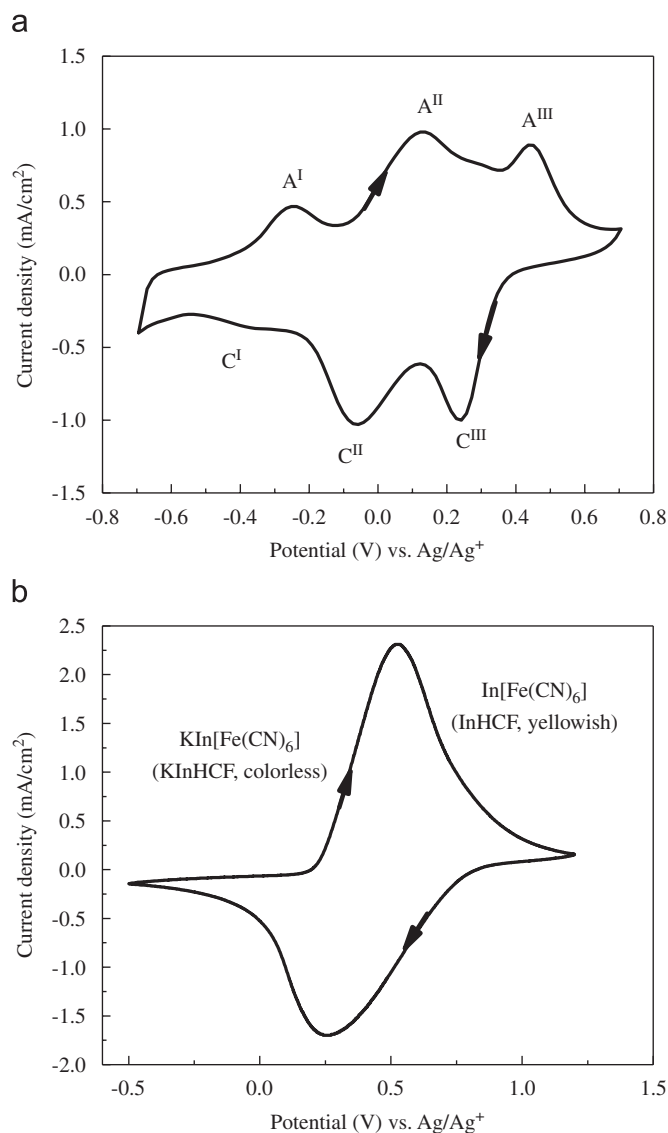 a
1.5
1.0
0.5
0.0
-0.5
-1.0
-1.5
Current density (mA/cm²)
Aᴵ
Aᴵᴵ
Aᴵᴵᴵ
Cᴵ
Cᴵᴵ
Cᴵᴵᴵ
-0.8 -0.6 -0.4 -0.2 0.0 0.2 0.4 0.6 0.8
Potential (V) vs. Ag/Ag⁺
b
2.5
2.0
1.5
1.0
0.5
0.0
-0.5
-1.0
-1.5
-2.0
Current density (mA/cm²)
In[Fe(CN)₆]
(InHCF, yellowish)
KIn[Fe(CN)₆]
(KInHCF, colorless)
-0.5 0.0 0.5 1.0 1.5
Potential (V) vs. Ag/Ag⁺